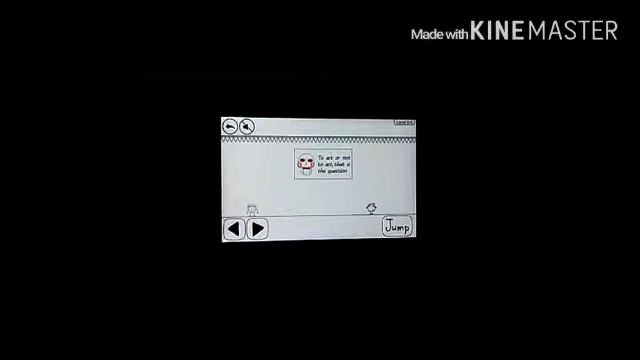 Made with KINEMASTER
To act or not
to act, that is
the question
Jump